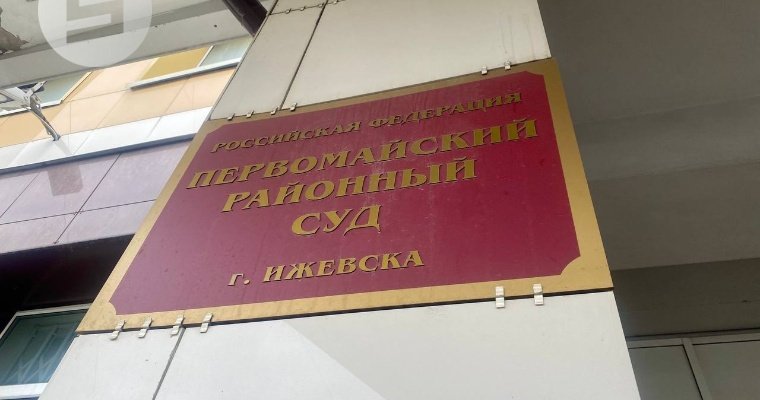 РОССИЙСКАЯ ФЕДЕРАЦИЯ
ПЕРВОМАЙСКИЙ
РАЙОННЫЙ
СУД
г. ИЖЕВСКА